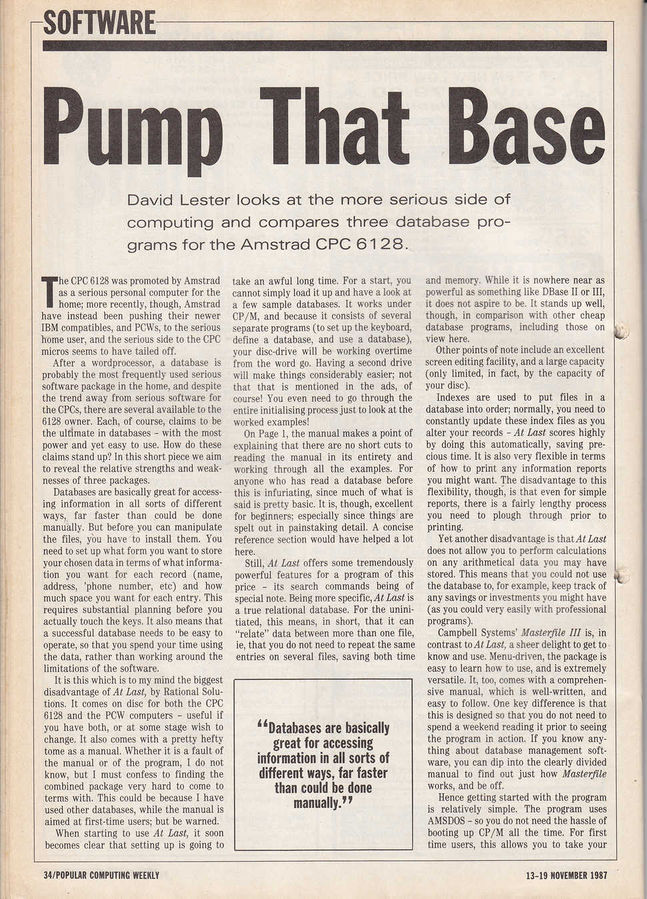 SOFTWARE
Pump That Base
David Lester looks at the more serious side of
computing and compares three database pro-
grams for the Amstrad CPC 6128.
The CPC 6128 was promoted by Amstrad
as a serious personal computer for the
home; more recently, though, Amstrad
have instead been pushing their newer
IBM compatibles, and PCWs, to the serious
home user, and the serious side to the CPC
micros seems to have tailed off.
After a wordprocessor, a database is
probably the most frequently used serious
software package in the home, and despite
the trend away from serious software for
the CPCs, there are several available to the
6128 owner. Each, of course, claims to be
the ultimate in databases – with the most
power and yet easy to use. How do these
claims stand up? In this short piece we aim
to reveal the relative strengths and weak-
nesses of three packages.
Databases are basically great for access-
ing information in all sorts of different
ways, far faster than could be done
manually. But before you can manipulate
the files, you have to install them. You
need to set up what form you want to store
your chosen data in terms of what informa-
tion you want for each record (name,
address, 'phone number, etc) and how
much space you want for each entry. This
requires substantial planning before you
actually touch the keys. It also means that
a successful database needs to be easy to
operate, so that you spend your time using
the data, rather than working around the
limitations of the software.
It is this which is to my mind the biggest
disadvantage of At Last, by Rational Solu-
tions. It comes on disc for both the CPC
6128 and the PCW computers – useful if
you have both, or at some stage wish to
change. It also comes with a pretty hefty
tome as a manual. Whether it is a fault of
the manual or of the program, I do not
know, but I must confess to finding the
combined package very hard to come to
terms with. This could be because I have
used other databases, while the manual is
aimed at first-time users; but be warned.
When starting to use At Last, it soon
becomes clear that setting up is going to
take an awful long time. For a start, you
cannot simply load it up and have a look at
a few sample databases. It works under
CP/M, and because it consists of several
separate programs (to set up the keyboard,
define a database, and use a database),
your disc-drive will be working overtime
from the word go. Having a second drive
will make things considerably easier; not
that that is mentioned in the ads, of
course! You even need to go through the
entire initialising process just to look at the
worked examples!
On Page 1, the manual makes a point of
explaining that there are no short cuts to
reading the manual in its entirety and
working through all the examples. For
anyone who has read a database before
this is infuriating, since much of what is
said is pretty basic. It is, though, excellent
for beginners; especially since things are
spelt out in painstaking detail. A concise
reference section would have helped a lot
here.
Still, At Last offers some tremendously
powerful features for a program of this
price – its search commands being of
special note. Being more specific, At Last is
a true relational database. For the unini-
tiated, this means, in short, that it can
"relate" data between more than one file,
ie, that you do not need to repeat the same
entries on several files, saving both time
“Databases are basically
great for accessing
information in all sorts of
different ways, far faster
than could be done
manually.”
and memory. While it is nowhere near as
powerful as something like DBase II or III,
it does not aspire to be. It stands up well,
though, in comparison with other cheap
database programs, including those on
view here.
Other points of note include an excellent
screen editing facility, and a large capacity
(only limited, in fact, by the capacity of
your disc).
Indexes are used to put files in a
database into order; normally, you need to
constantly update these index files as you
alter your records – At Last scores highly
by doing this automatically, saving pre-
cious time. It is also very flexible in terms
of how to print any information reports
you might want. The disadvantage to this
flexibility, though, is that even for simple
reports, there is a fairly lengthy process
you need to plough through prior to
printing.
Yet another disadvantage is that At Last
does not allow you to perform calculations
on any arithmetical data you may have
stored. This means that you could not use
the database to, for example, keep track of
any savings or investments you might have
(as you could very easily with professional
programs).
Campbell Systems' Masterfile III is, in
contrast to At Last, a sheer delight to get to
know and use. Menu-driven, the package is
easy to learn how to use, and is extremely
versatile. It, too, comes with a comprehen-
sive manual, which is well-written, and
easy to follow. One key difference is that
this is designed so that you do not need to
spend a weekend reading it prior to seeing
the program in action. If you know any-
thing about database management soft-
ware, you can dip into the clearly divided
manual to find out just how Masterfile
works, and be off.
Hence getting started with the program
is relatively simple. The program uses
AMSDOS – so you do not need the hassle of
booting up CP/M all the time. For first
time users, this allows you to take your
34/POPULAR COMPUTING WEEKLY
13–19 NOVEMBER 1987